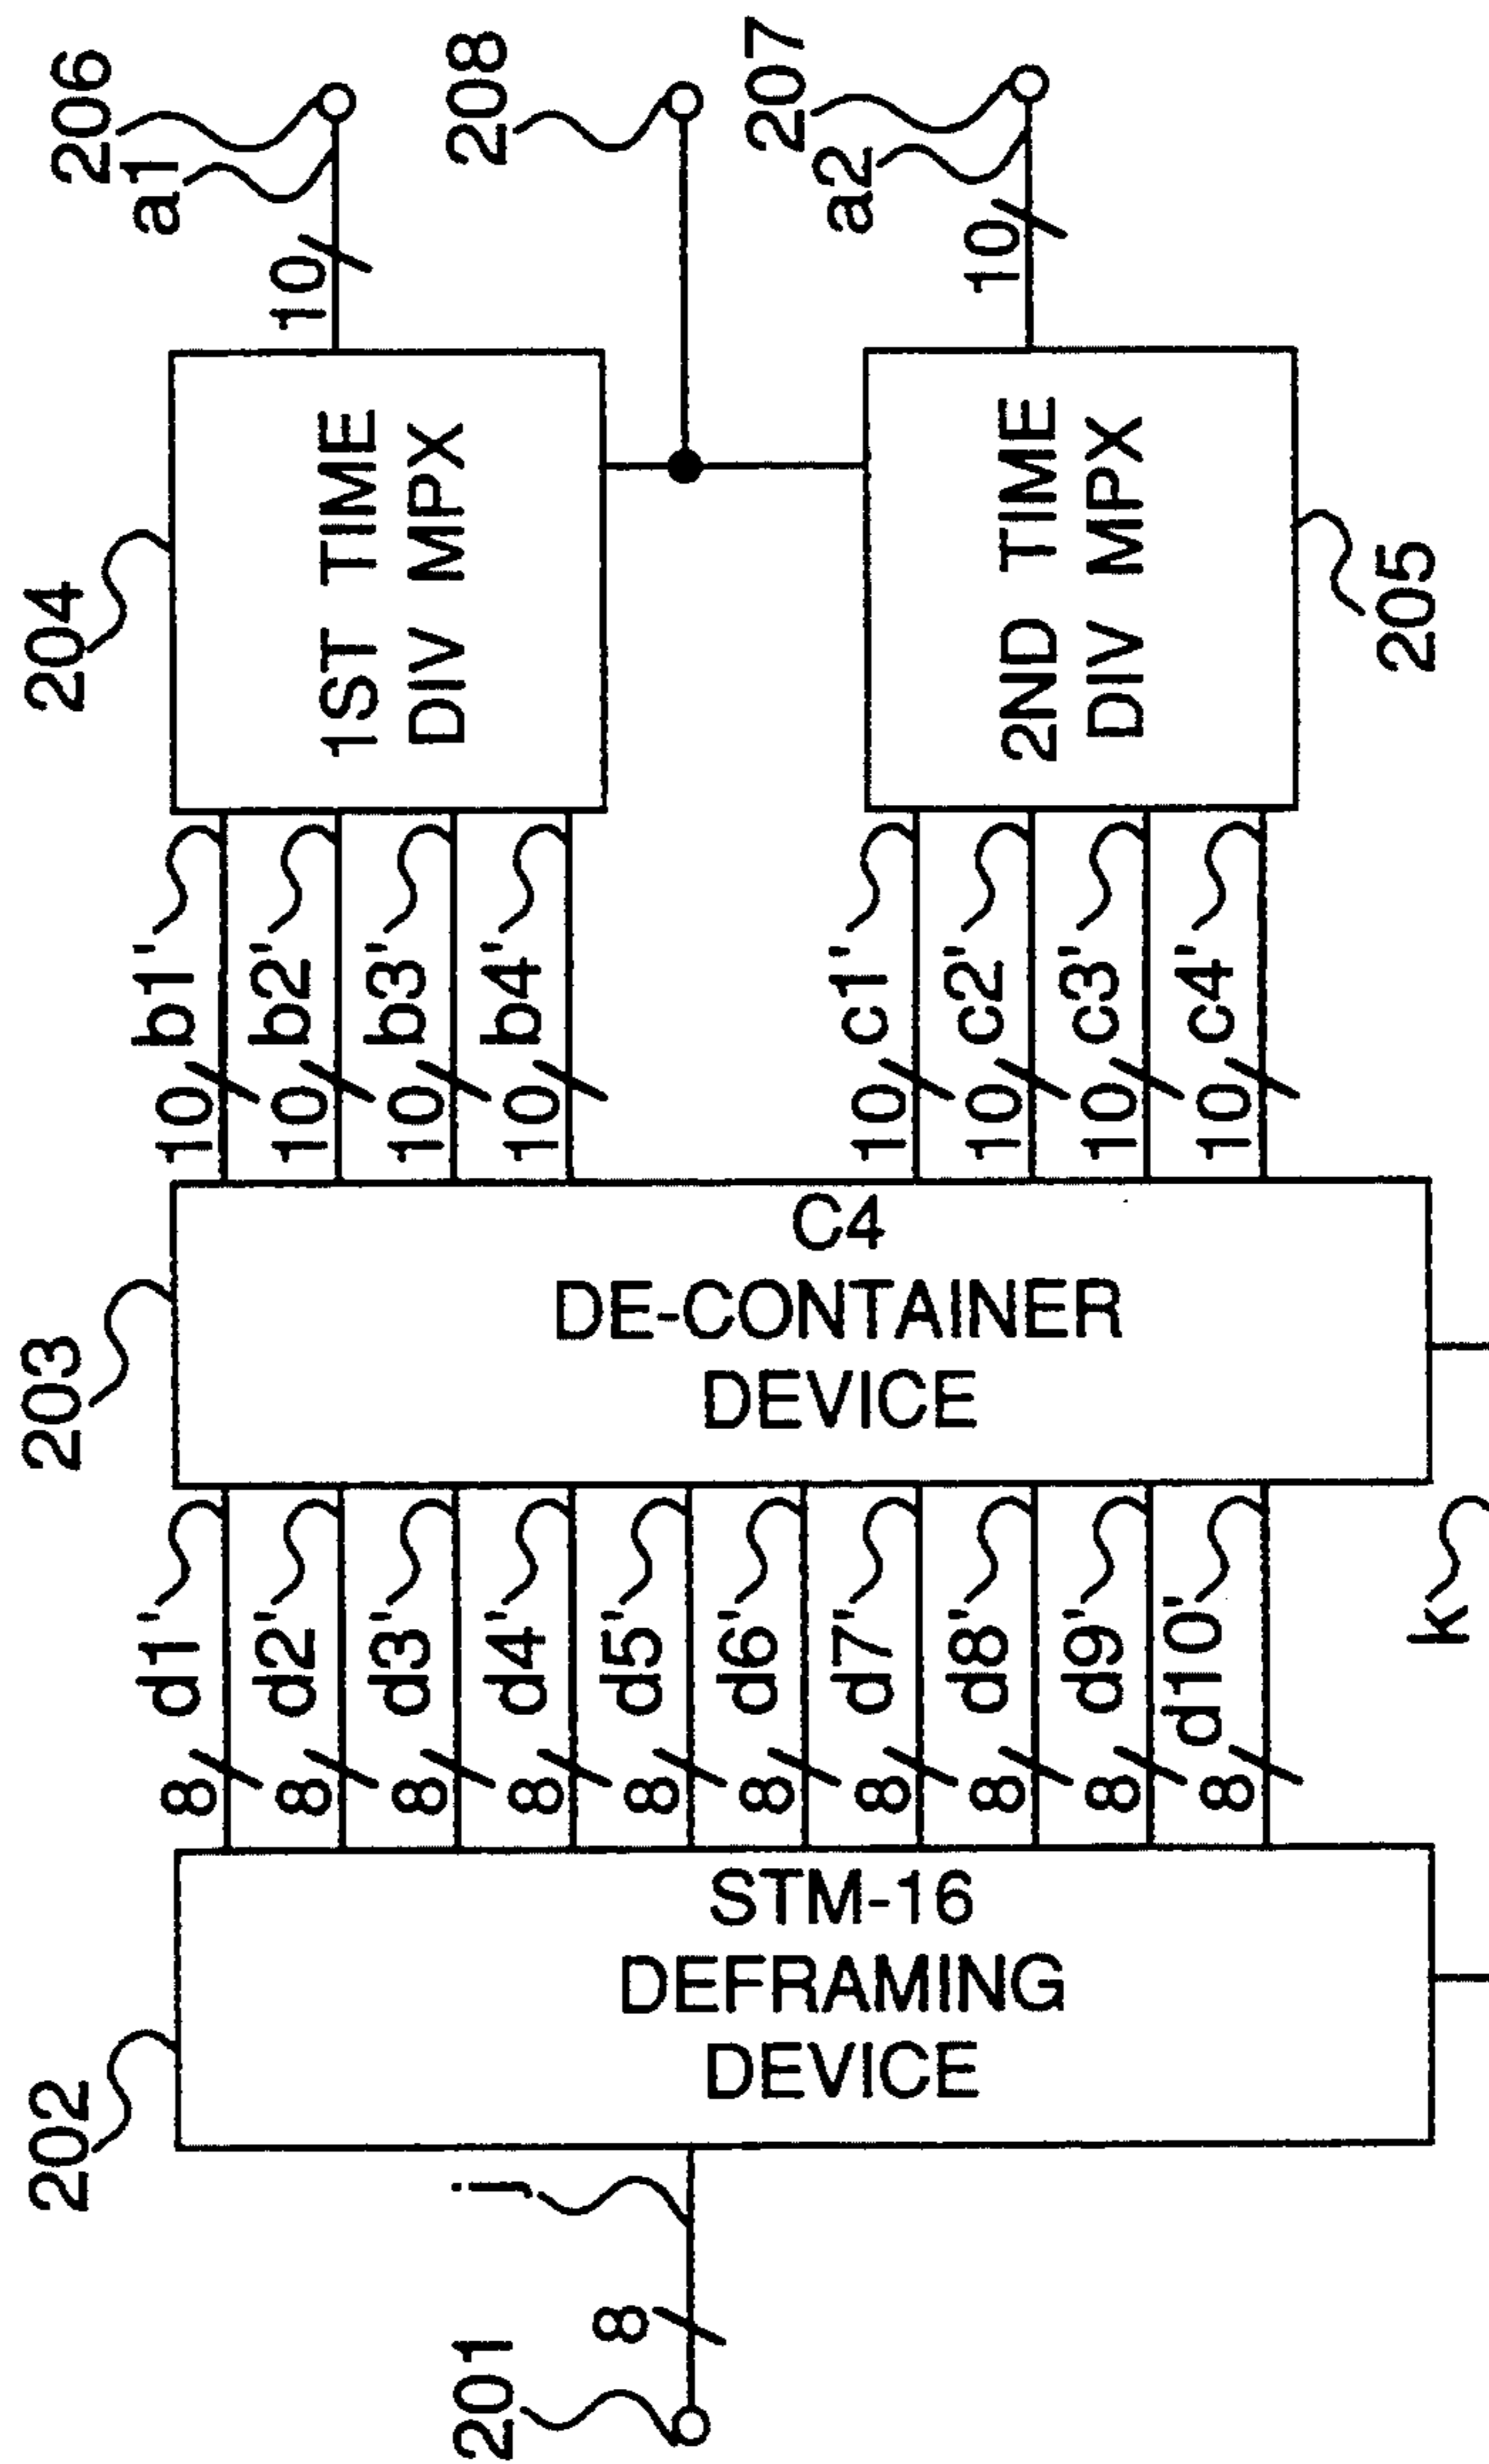 201
8
j
202
STM-16
DEFRAMING
DEVICE
8 d1'
8 d2'
8 d3'
8 d4'
8 d5'
8 d6'
8 d7'
8 d8'
8 d9'
8 d10'
k
203
C4
DE-CONTAINER
DEVICE
10 b1'
10 b2'
10 b3'
10 b4'
10 c1'
10 c2'
10 c3'
10 c4'
204
1ST TIME
DIV MPX
205
2ND TIME
DIV MPX
10
a1
206
208
10
a2
207